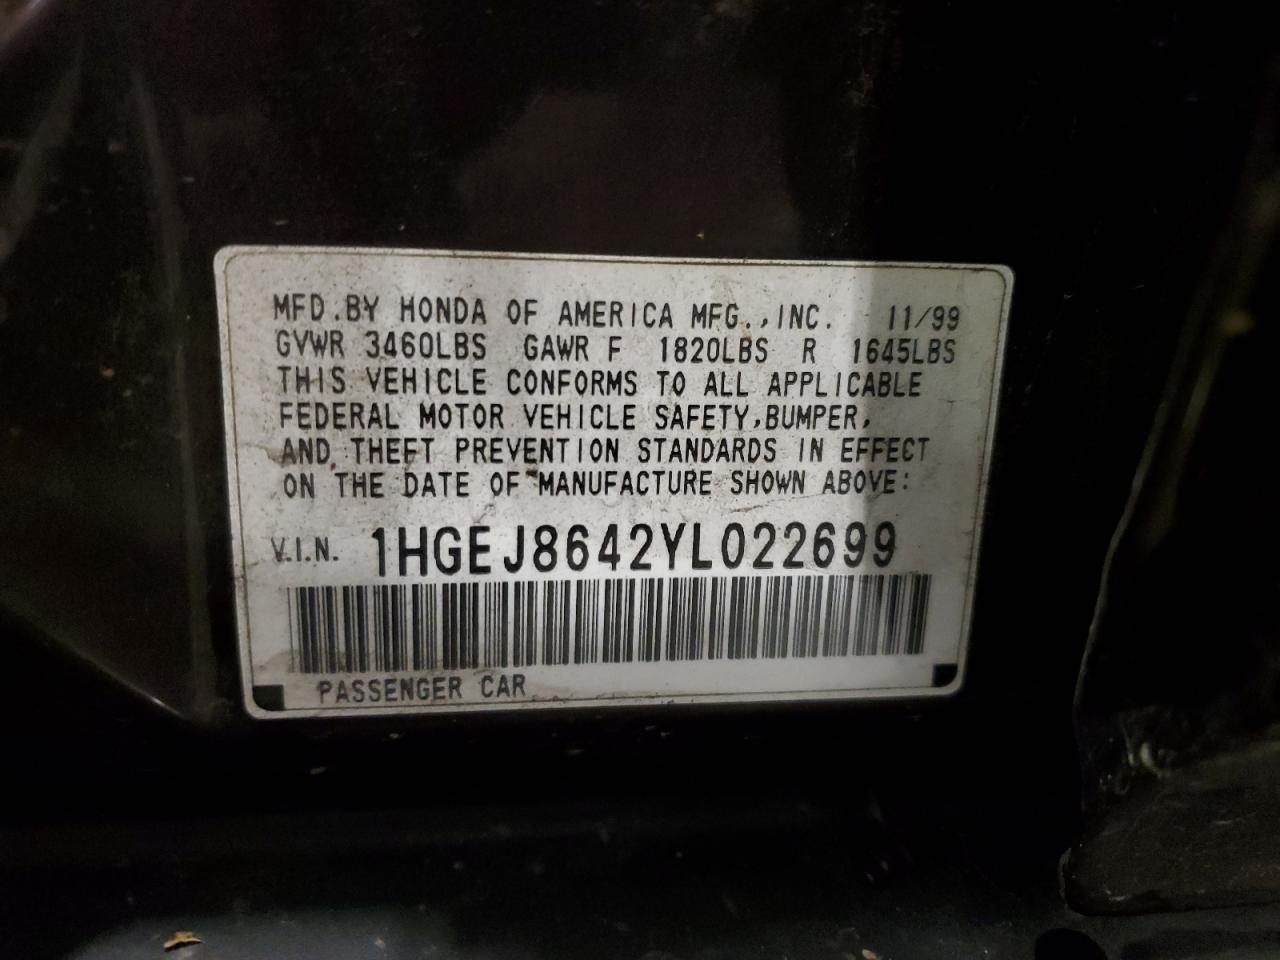 MFD.BY HONDA OF AMERICA MFG.,INC. 11/99
GVWR 3460LBS GAWR F 1820LBS R 1645LBS
THIS VEHICLE CONFORMS TO ALL APPLICABLE
FEDERAL MOTOR VEHICLE SAFETY,BUMPER,
AND THEFT PREVENTION STANDARDS IN EFFECT
ON THE DATE OF MANUFACTURE SHOWN ABOVE:
V.I.N. 1HGEJ8642YL022699
PASSENGER CAR